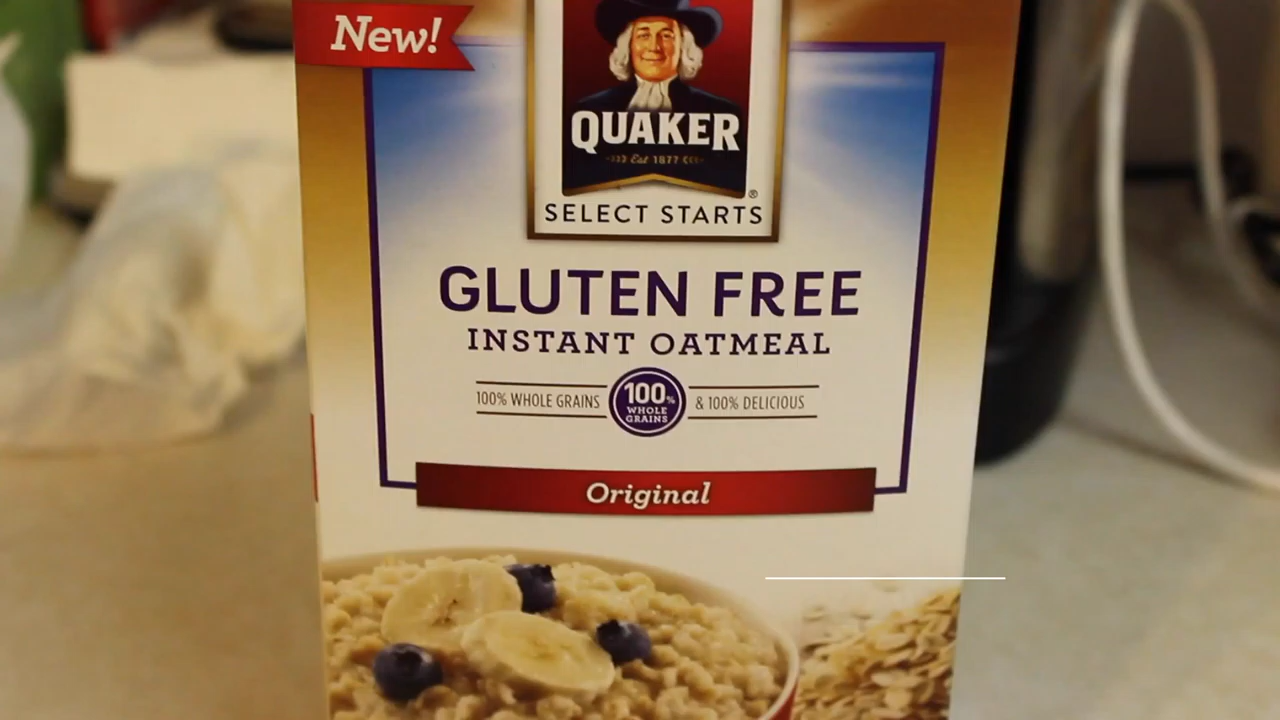 New!
QUAKER
Est 1877
®
SELECT STARTS
GLUTEN FREE
INSTANT OATMEAL
100% WHOLE GRAINS
100%
WHOLE
GRAINS
& 100% DELICIOUS
Original